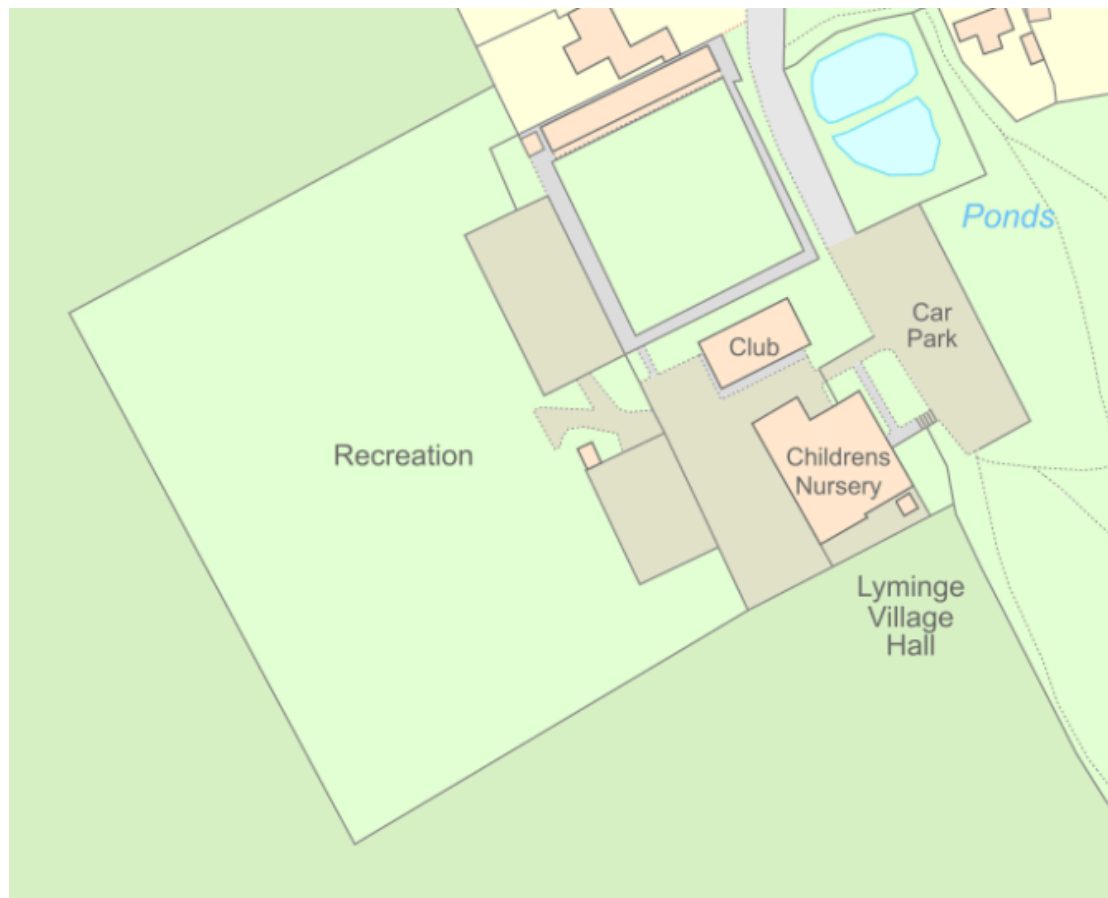 Ponds
Car
Park
Club
Recreation
Childrens
Nursery
Lyminge
Village
Hall